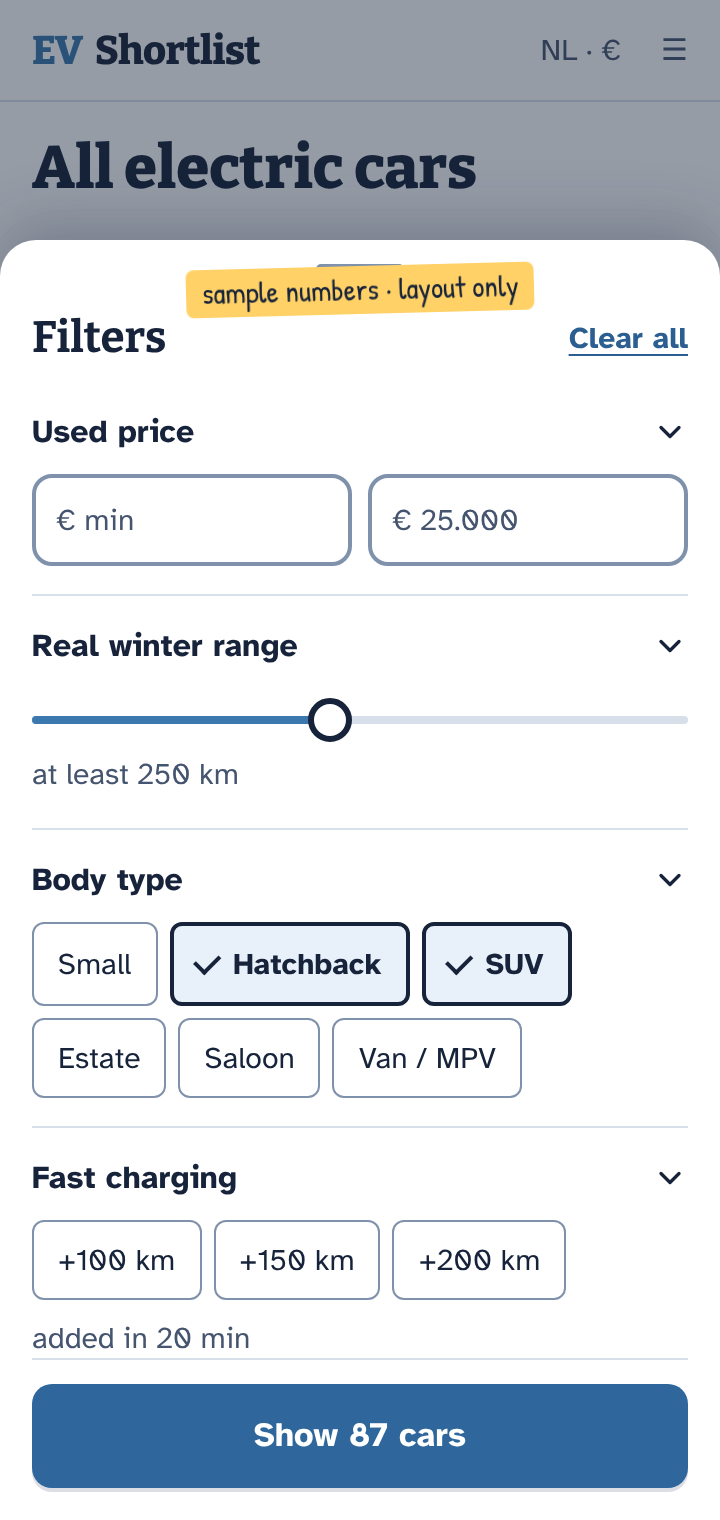 EV Shortlist
NL · € ☰
All electric cars
sample numbers · layout only
Filters
Clear all
Used price
€ min
€ 25.000
Real winter range
at least 250 km
Body type
Small
Hatchback
SUV
Estate
Saloon
Van / MPV
Fast charging
+100 km
+150 km
+200 km
added in 20 min
Show 87 cars